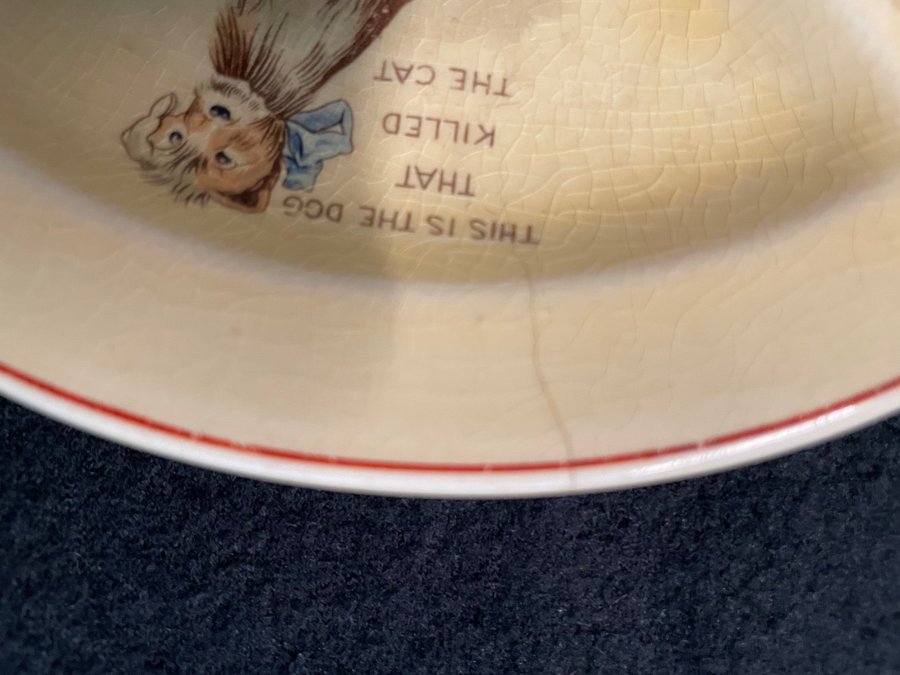 THIS IS THE DOG
THAT
KILLED
THE CAT